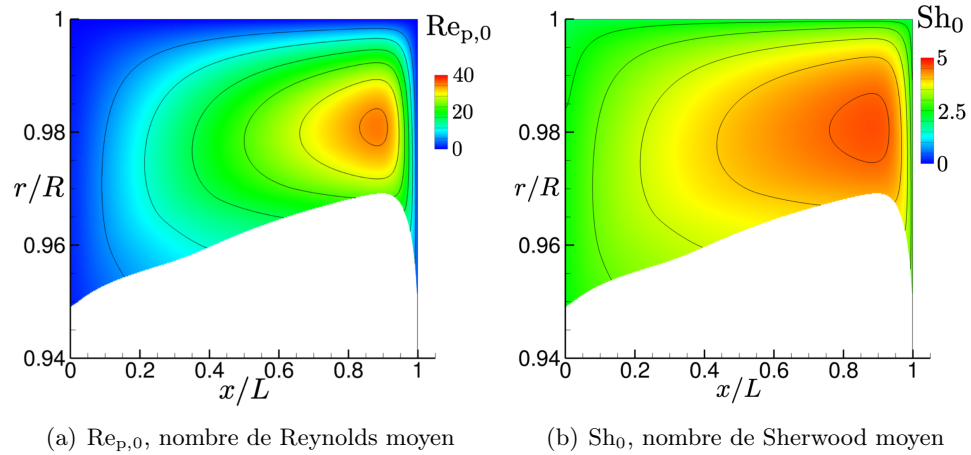 Re_p,0
40
20
0
1
0.98
r/R
0.96
0.94
0 0.2 0.4 0.6 0.8 1
x/L
Sh_0
5
2.5
0
1
0.98
r/R
0.96
0.94
0 0.2 0.4 0.6 0.8 1
x/L
(a) Re_p,0, nombre de Reynolds moyen
(b) Sh_0, nombre de Sherwood moyen